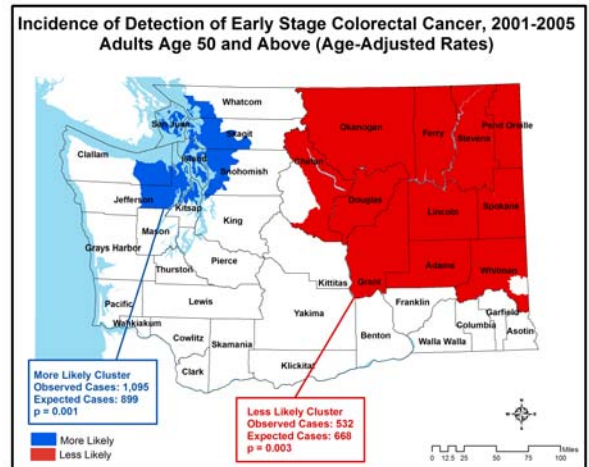 Incidence of Detection of Early Stage Colorectal Cancer, 2001-2005
Adults Age 50 and Above (Age-Adjusted Rates)
Whatcom
San Juan
Skagit
Okanogan
Ferry
Stevens
Pend Oreille
Clallam
Island
Snohomish
Chelan
Jefferson
Kitsap
Douglas
Lincoln
Spokane
King
Mason
Grays Harbor
Pierce
Thurston
Kittitas
Grant
Adams
Whitman
Pacific
Lewis
Yakima
Franklin
Garfield
Wahkiakum
Columbia
Asotin
Cowlitz
Skamania
Benton
Walla Walla
Clark
Klickitat
More Likely Cluster
Observed Cases: 1,095
Expected Cases: 899
p = 0.001
Less Likely Cluster
Observed Cases: 532
Expected Cases: 668
p = 0.003
More Likely
Less Likely
0 12.5 25 50 75 100
Miles